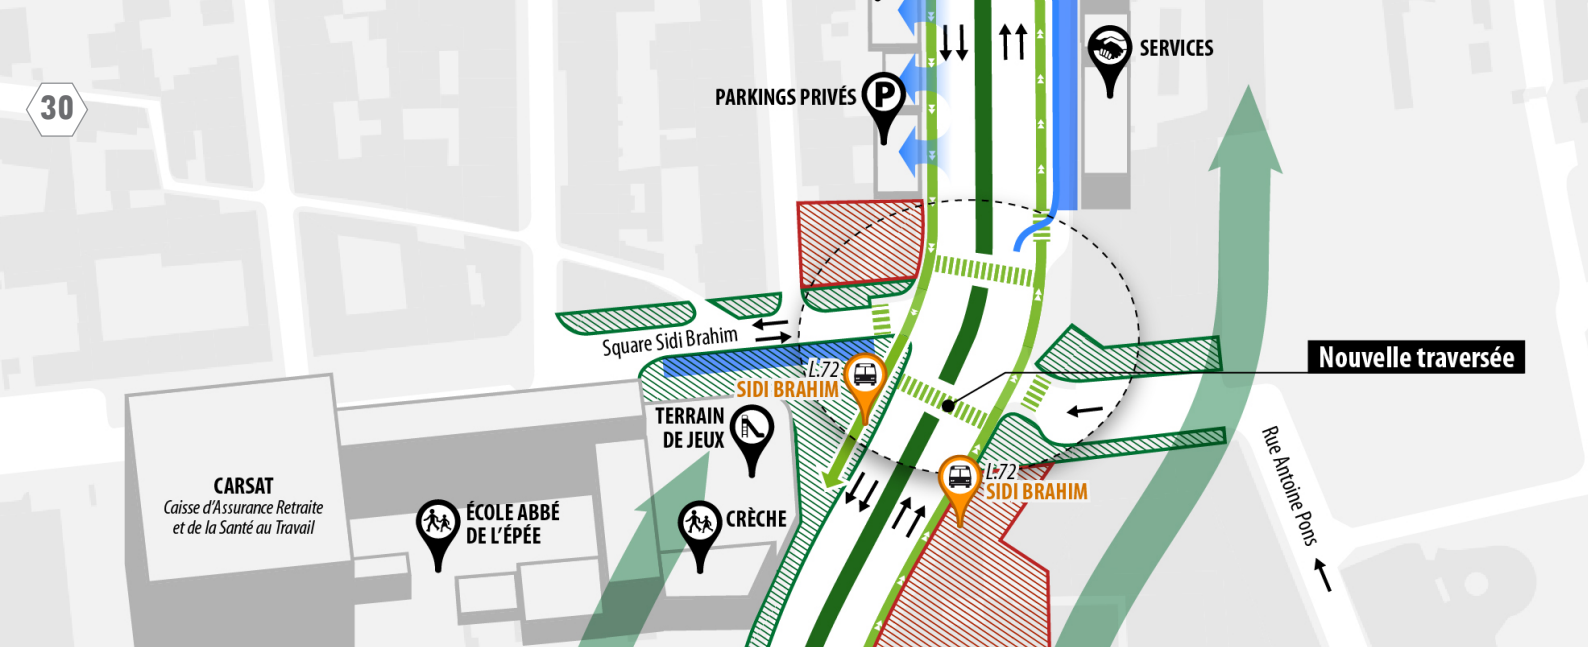 SERVICES
PARKINGS PRIVÉS
P
30
Square Sidi Brahim
Nouvelle traversée
L.72
SIDI BRAHIM
TERRAIN
DE JEUX
L.72
SIDI BRAHIM
Rue Antoine Pons
CARSAT
Caisse d'Assurance Retraite
et de la Santé au Travail
ÉCOLE ABBÉ
DE L'ÉPÉE
CRÈCHE